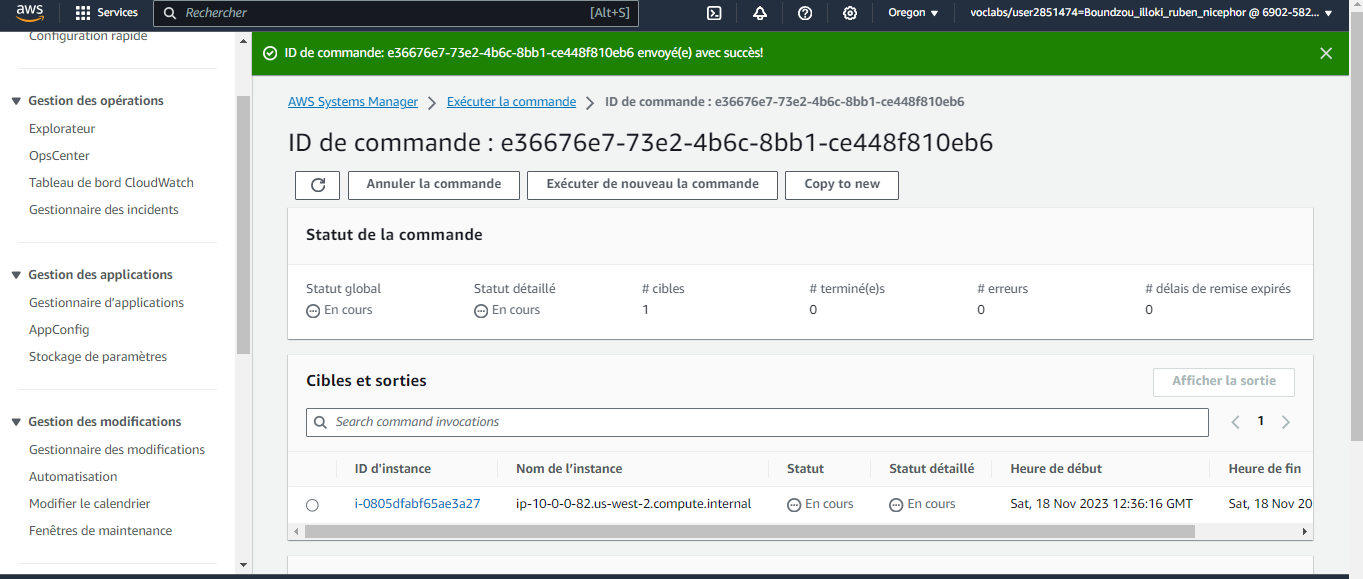 aws
Services
Rechercher
[Alt+S]
Oregon
voclabs/user2851474=Boundzou_illoki_ruben_nicephor @ 6902-582...
Configuration rapide
Gestion des opérations
Explorateur
OpsCenter
Tableau de bord CloudWatch
Gestionnaire des incidents
Gestion des applications
Gestionnaire d'applications
AppConfig
Stockage de paramètres
Gestion des modifications
Gestionnaire des modifications
Automatisation
Modifier le calendrier
Fenêtres de maintenance
ID de commande: e36676e7-73e2-4b6c-8bb1-ce448f810eb6 envoyé(e) avec succès!
AWS Systems Manager > Exécuter la commande > ID de commande : e36676e7-73e2-4b6c-8bb1-ce448f810eb6
ID de commande : e36676e7-73e2-4b6c-8bb1-ce448f810eb6
Annuler la commande
Exécuter de nouveau la commande
Copy to new
Statut de la commande
Statut global
En cours
Statut détaillé
En cours
# cibles
1
# terminé(e)s
0
# erreurs
0
# délais de remise expirés
0
Cibles et sorties
Afficher la sortie
Search command invocations
1
ID d'instance Nom de l'instance Statut Statut détaillé Heure de début Heure de fin
i-0805dfabf65ae3a27 ip-10-0-0-82.us-west-2.compute.internal En cours En cours Sat, 18 Nov 2023 12:36:16 GMT Sat, 18 Nov 20